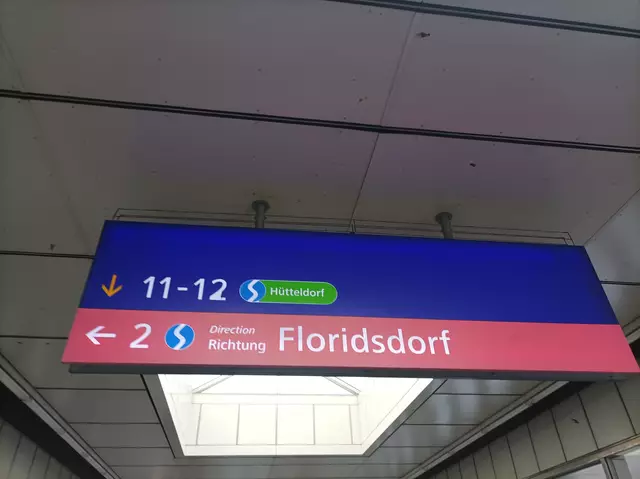 11-12 S Hütteldorf
2 S Direction Richtung Floridsdorf